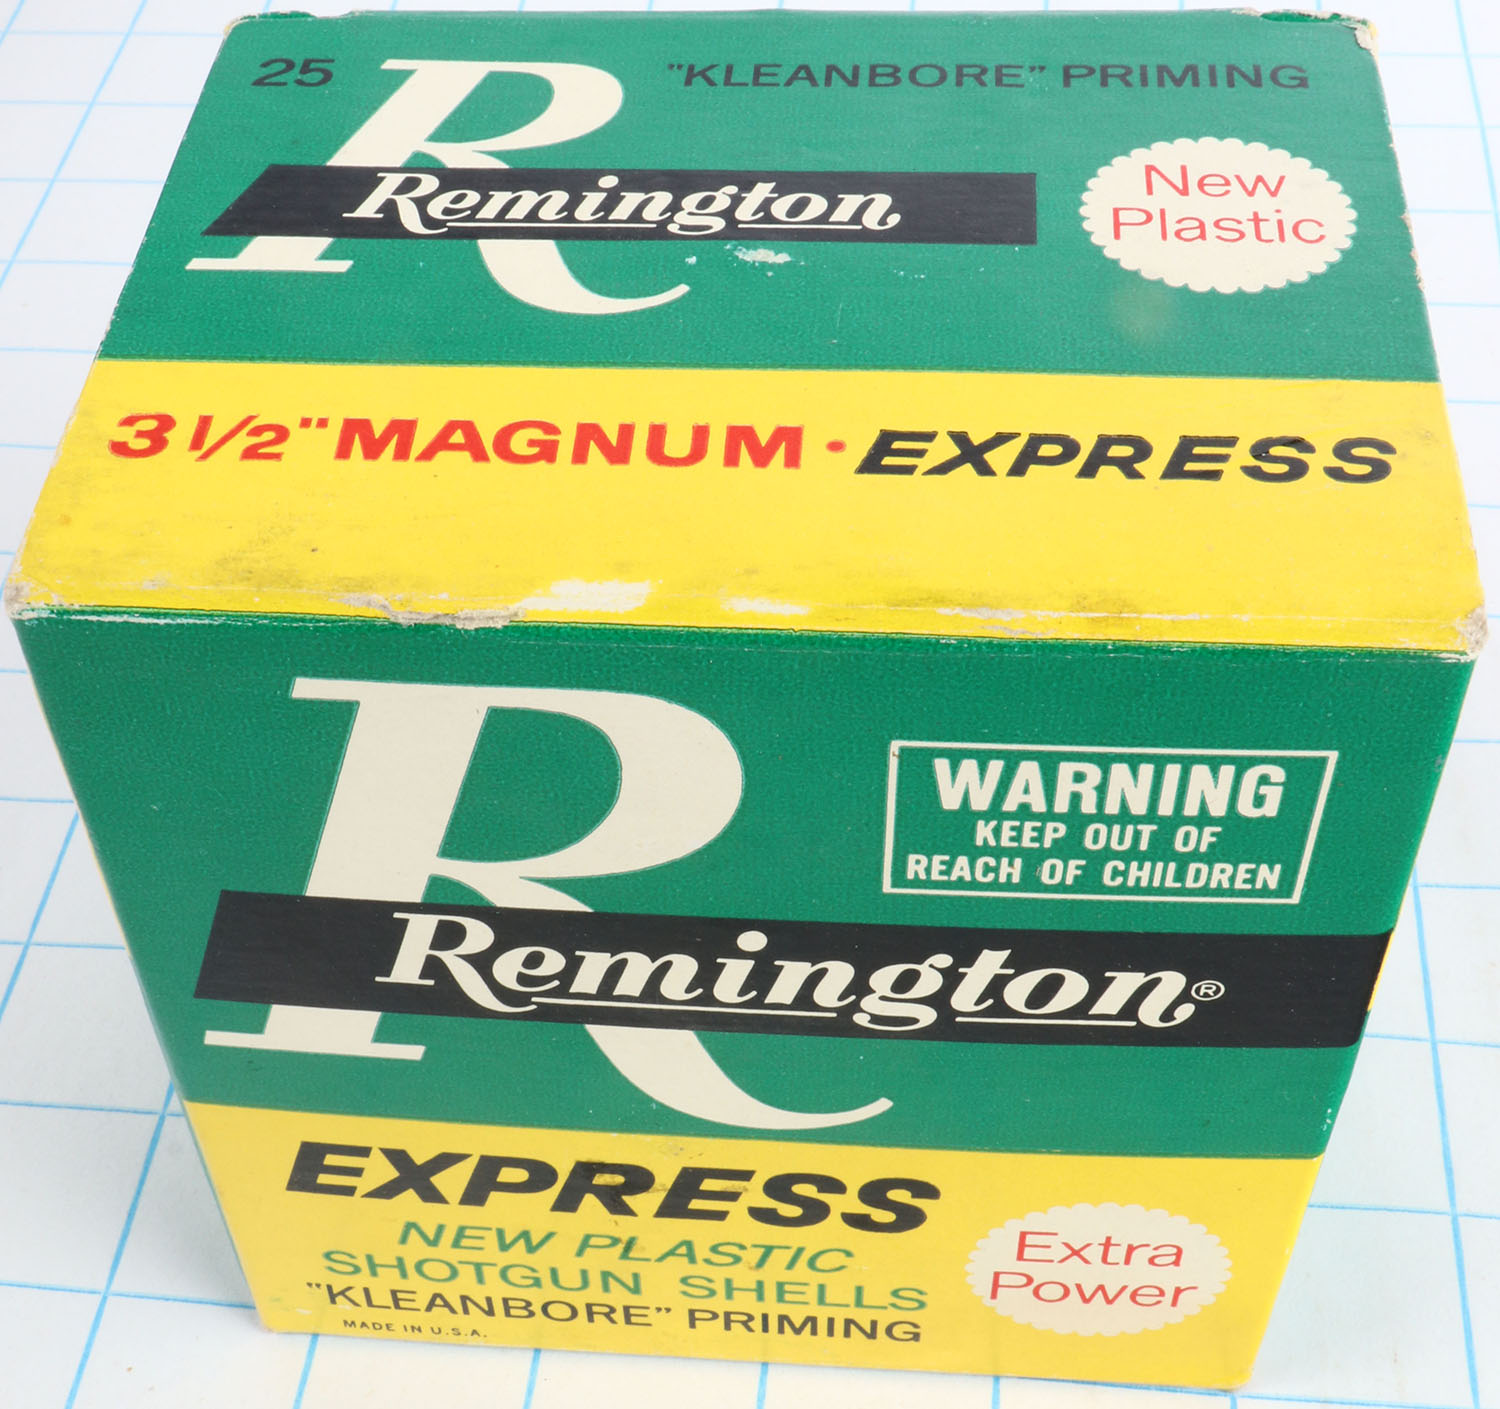 25 "KLEANBORE" PRIMING
R
Remington
New
Plastic
3 1/2" MAGNUM · EXPRESS
R
WARNING
KEEP OUT OF
REACH OF CHILDREN
Remington®
EXPRESS
NEW PLASTIC
SHOTGUN SHELLS
"KLEANBORE" PRIMING
MADE IN U.S.A.
Extra
Power